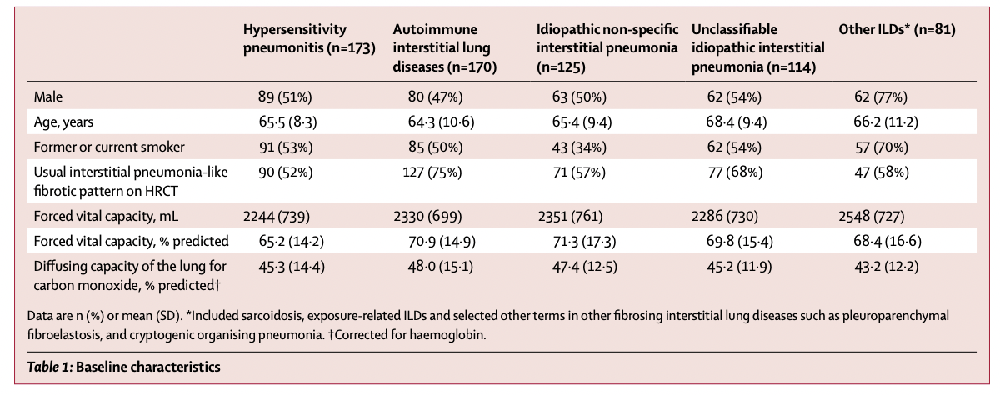 Hypersensitivity pneumonitis (n=173) Autoimmune interstitial lung diseases (n=170) Idiopathic non-specific interstitial pneumonia (n=125) Unclassifiable idiopathic interstitial pneumonia (n=114) Other ILDs* (n=81)
Male 89 (51%) 80 (47%) 63 (50%) 62 (54%) 62 (77%)
Age, years 65·5 (8·3) 64·3 (10·6) 65·4 (9·4) 68·4 (9·4) 66·2 (11·2)
Former or current smoker 91 (53%) 85 (50%) 43 (34%) 62 (54%) 57 (70%)
Usual interstitial pneumonia-like 90 (52%) 127 (75%) 71 (57%) 77 (68%) 47 (58%)
fibrotic pattern on HRCT
Forced vital capacity, mL 2244 (739) 2330 (699) 2351 (761) 2286 (730) 2548 (727)
Forced vital capacity, % predicted 65·2 (14·2) 70·9 (14·9) 71·3 (17·3) 69·8 (15·4) 68·4 (16·6)
Diffusing capacity of the lung for 45·3 (14·4) 48·0 (15·1) 47·4 (12·5) 45·2 (11·9) 43·2 (12·2)
carbon monoxide, % predicted†
Data are n (%) or mean (SD). *Included sarcoidosis, exposure-related ILDs and selected other terms in other fibrosing interstitial lung diseases such as pleuroparenchymal
fibroelastosis, and cryptogenic organising pneumonia. †Corrected for haemoglobin.
Table 1: Baseline characteristics